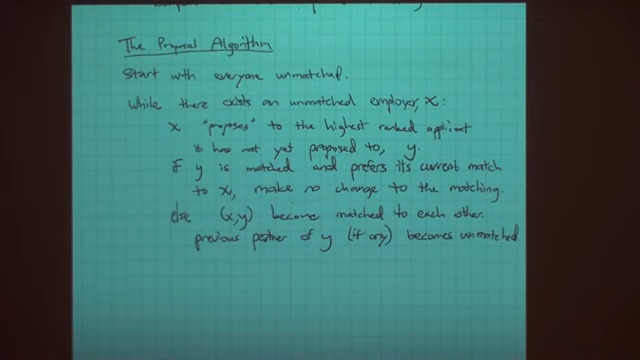 The Proposal Algorithm
Start with everyone unmatched.
While there exists an unmatched employer, x:
x "proposes" to the highest ranked applicant
it has not yet proposed to, y.
if y is matched and prefers its current match
to x, make no change to the matching.
else (x,y) become matched to each other.
previous partner of y (if any) becomes unmatched.